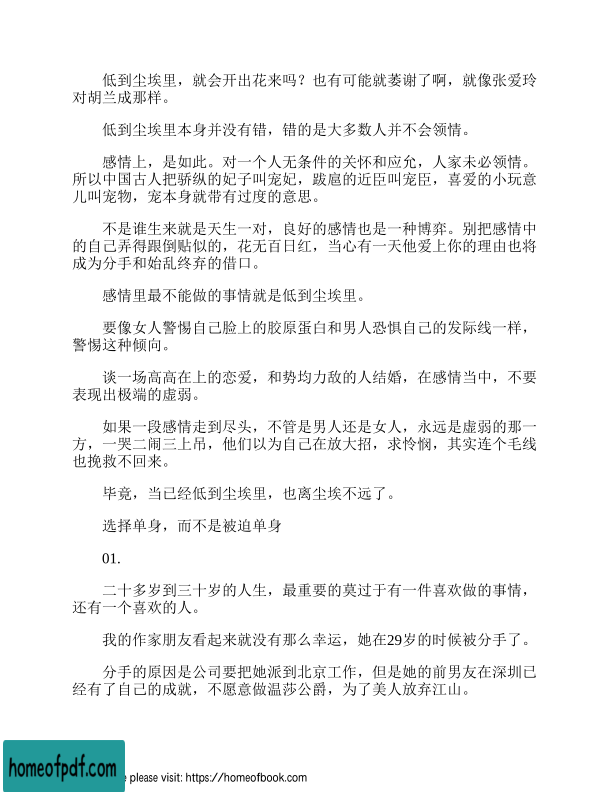 低到尘埃里，就会开出花来吗？也有可能就萎谢了啊，就像张爱玲
对胡兰成那样。
低到尘埃里本身并没有错，错的是大多数人并不会领情。
感情上，是如此。对一个人无条件的关怀和应允，人家未必领情。
所以中国古人把骄纵的妃子叫宠妃，跋扈的近臣叫宠臣，喜爱的小玩意
儿叫宠物，宠本身就带有过度的意思。
不是谁生来就是天生一对，良好的感情也是一种博弈。别把感情中
的自己弄得跟倒贴似的，花无百日红，当心有一天他爱上你的理由也将
成为分手和始乱终弃的借口。
感情里最不能做的事情就是低到尘埃里。
要像女人警惕自己脸上的胶原蛋白和男人恐惧自己的发际线一样，
警惕这种倾向。
谈一场高高在上的恋爱，和势均力敌的人结婚，在感情当中，不要
表现出极端的虚弱。
如果一段感情走到尽头，不管是男人还是女人，永远是虚弱的那一
方，一哭二闹三上吊，他们以为自己在放大招，求怜悯，其实连个毛线
也挽救不回来。
毕竟，当已经低到尘埃里，也离尘埃不远了。
选择单身，而不是被迫单身
01.
二十多岁到三十岁的人生，最重要的莫过于有一件喜欢做的事情，
还有一个喜欢的人。
我的作家朋友看起来就没有那么幸运，她在29岁的时候被分手了。
分手的原因是公司要把她派到北京工作，但是她的前男友在深圳已
经有了自己的成就，不愿意做温莎公爵，为了美人放弃江山。
homeofpdf.com
e please visit: https://homeofbook.com